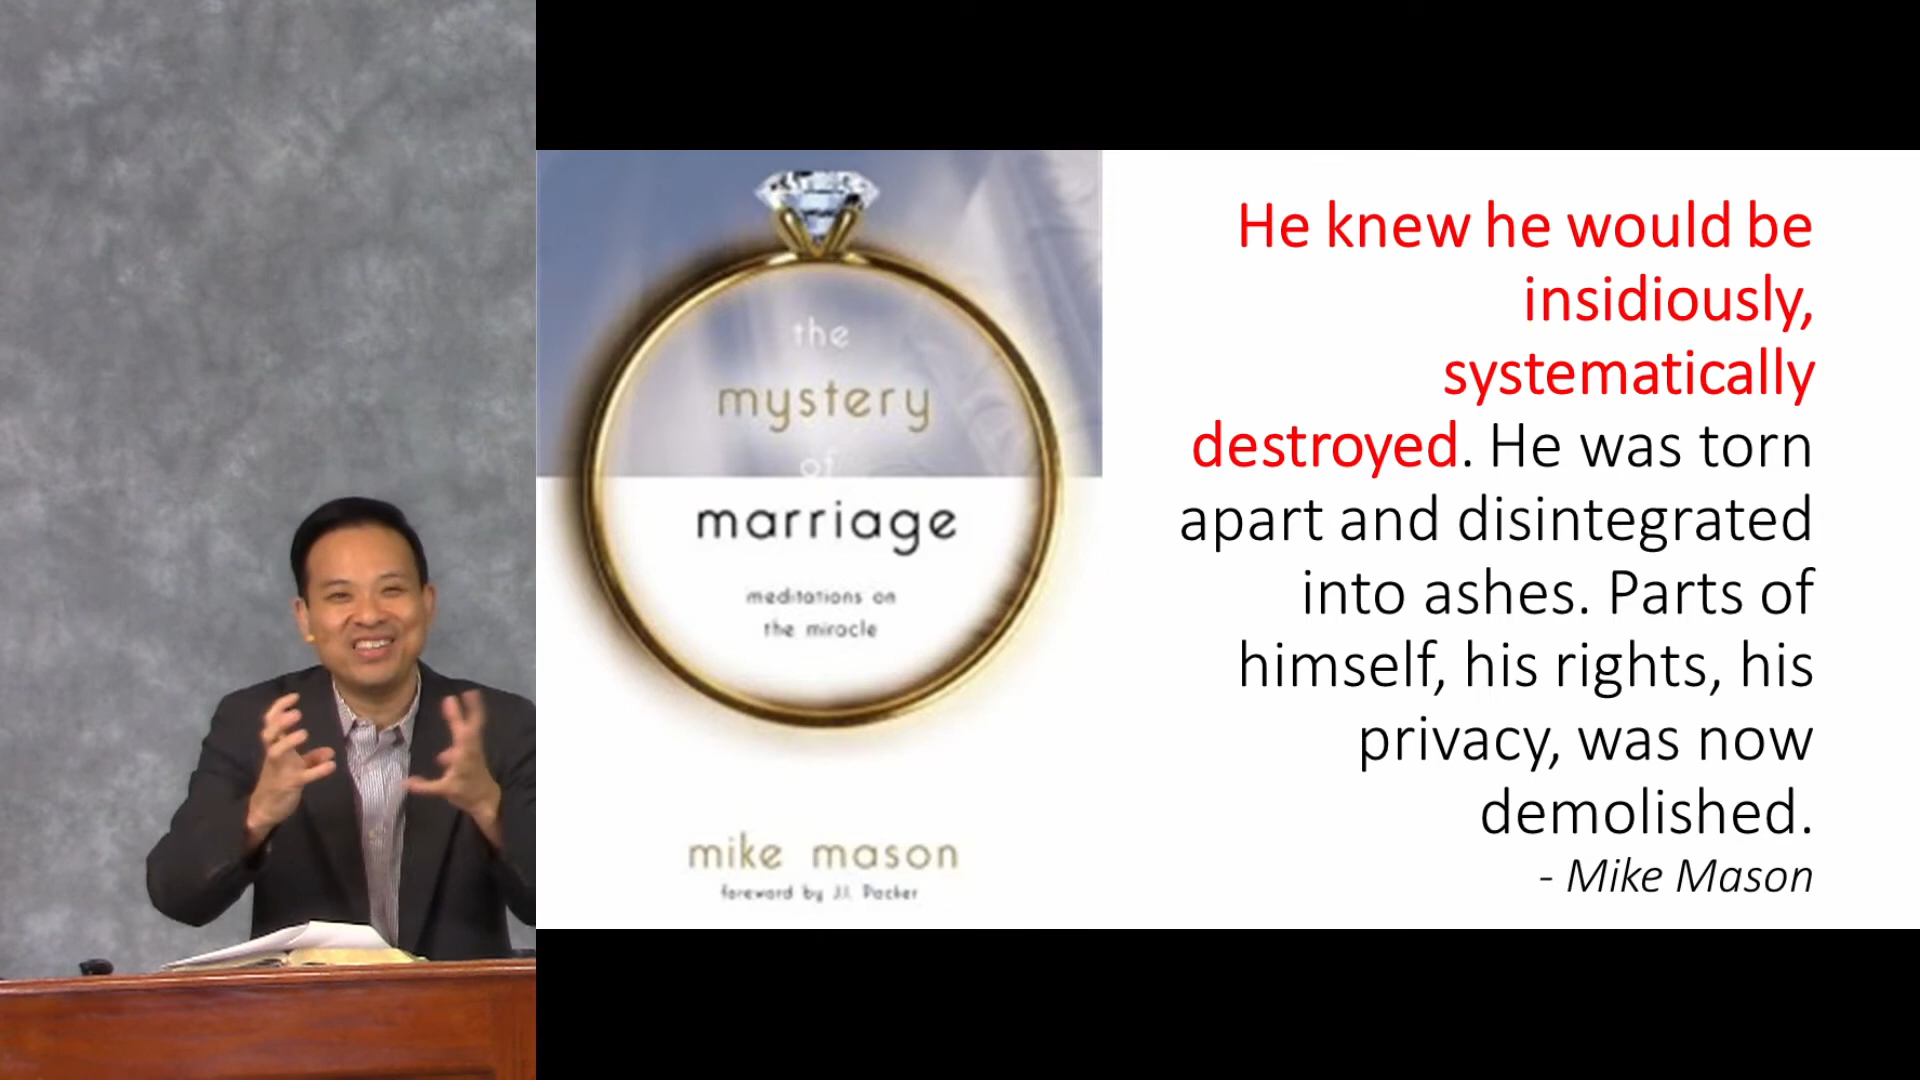 the
mystery
of
marriage
meditations on
the miracle
mike mason
foreword by J.I. Packer
He knew he would be
insidiously,
systematically
destroyed. He was torn
apart and disintegrated
into ashes. Parts of
himself, his rights, his
privacy, was now
demolished.
- Mike Mason